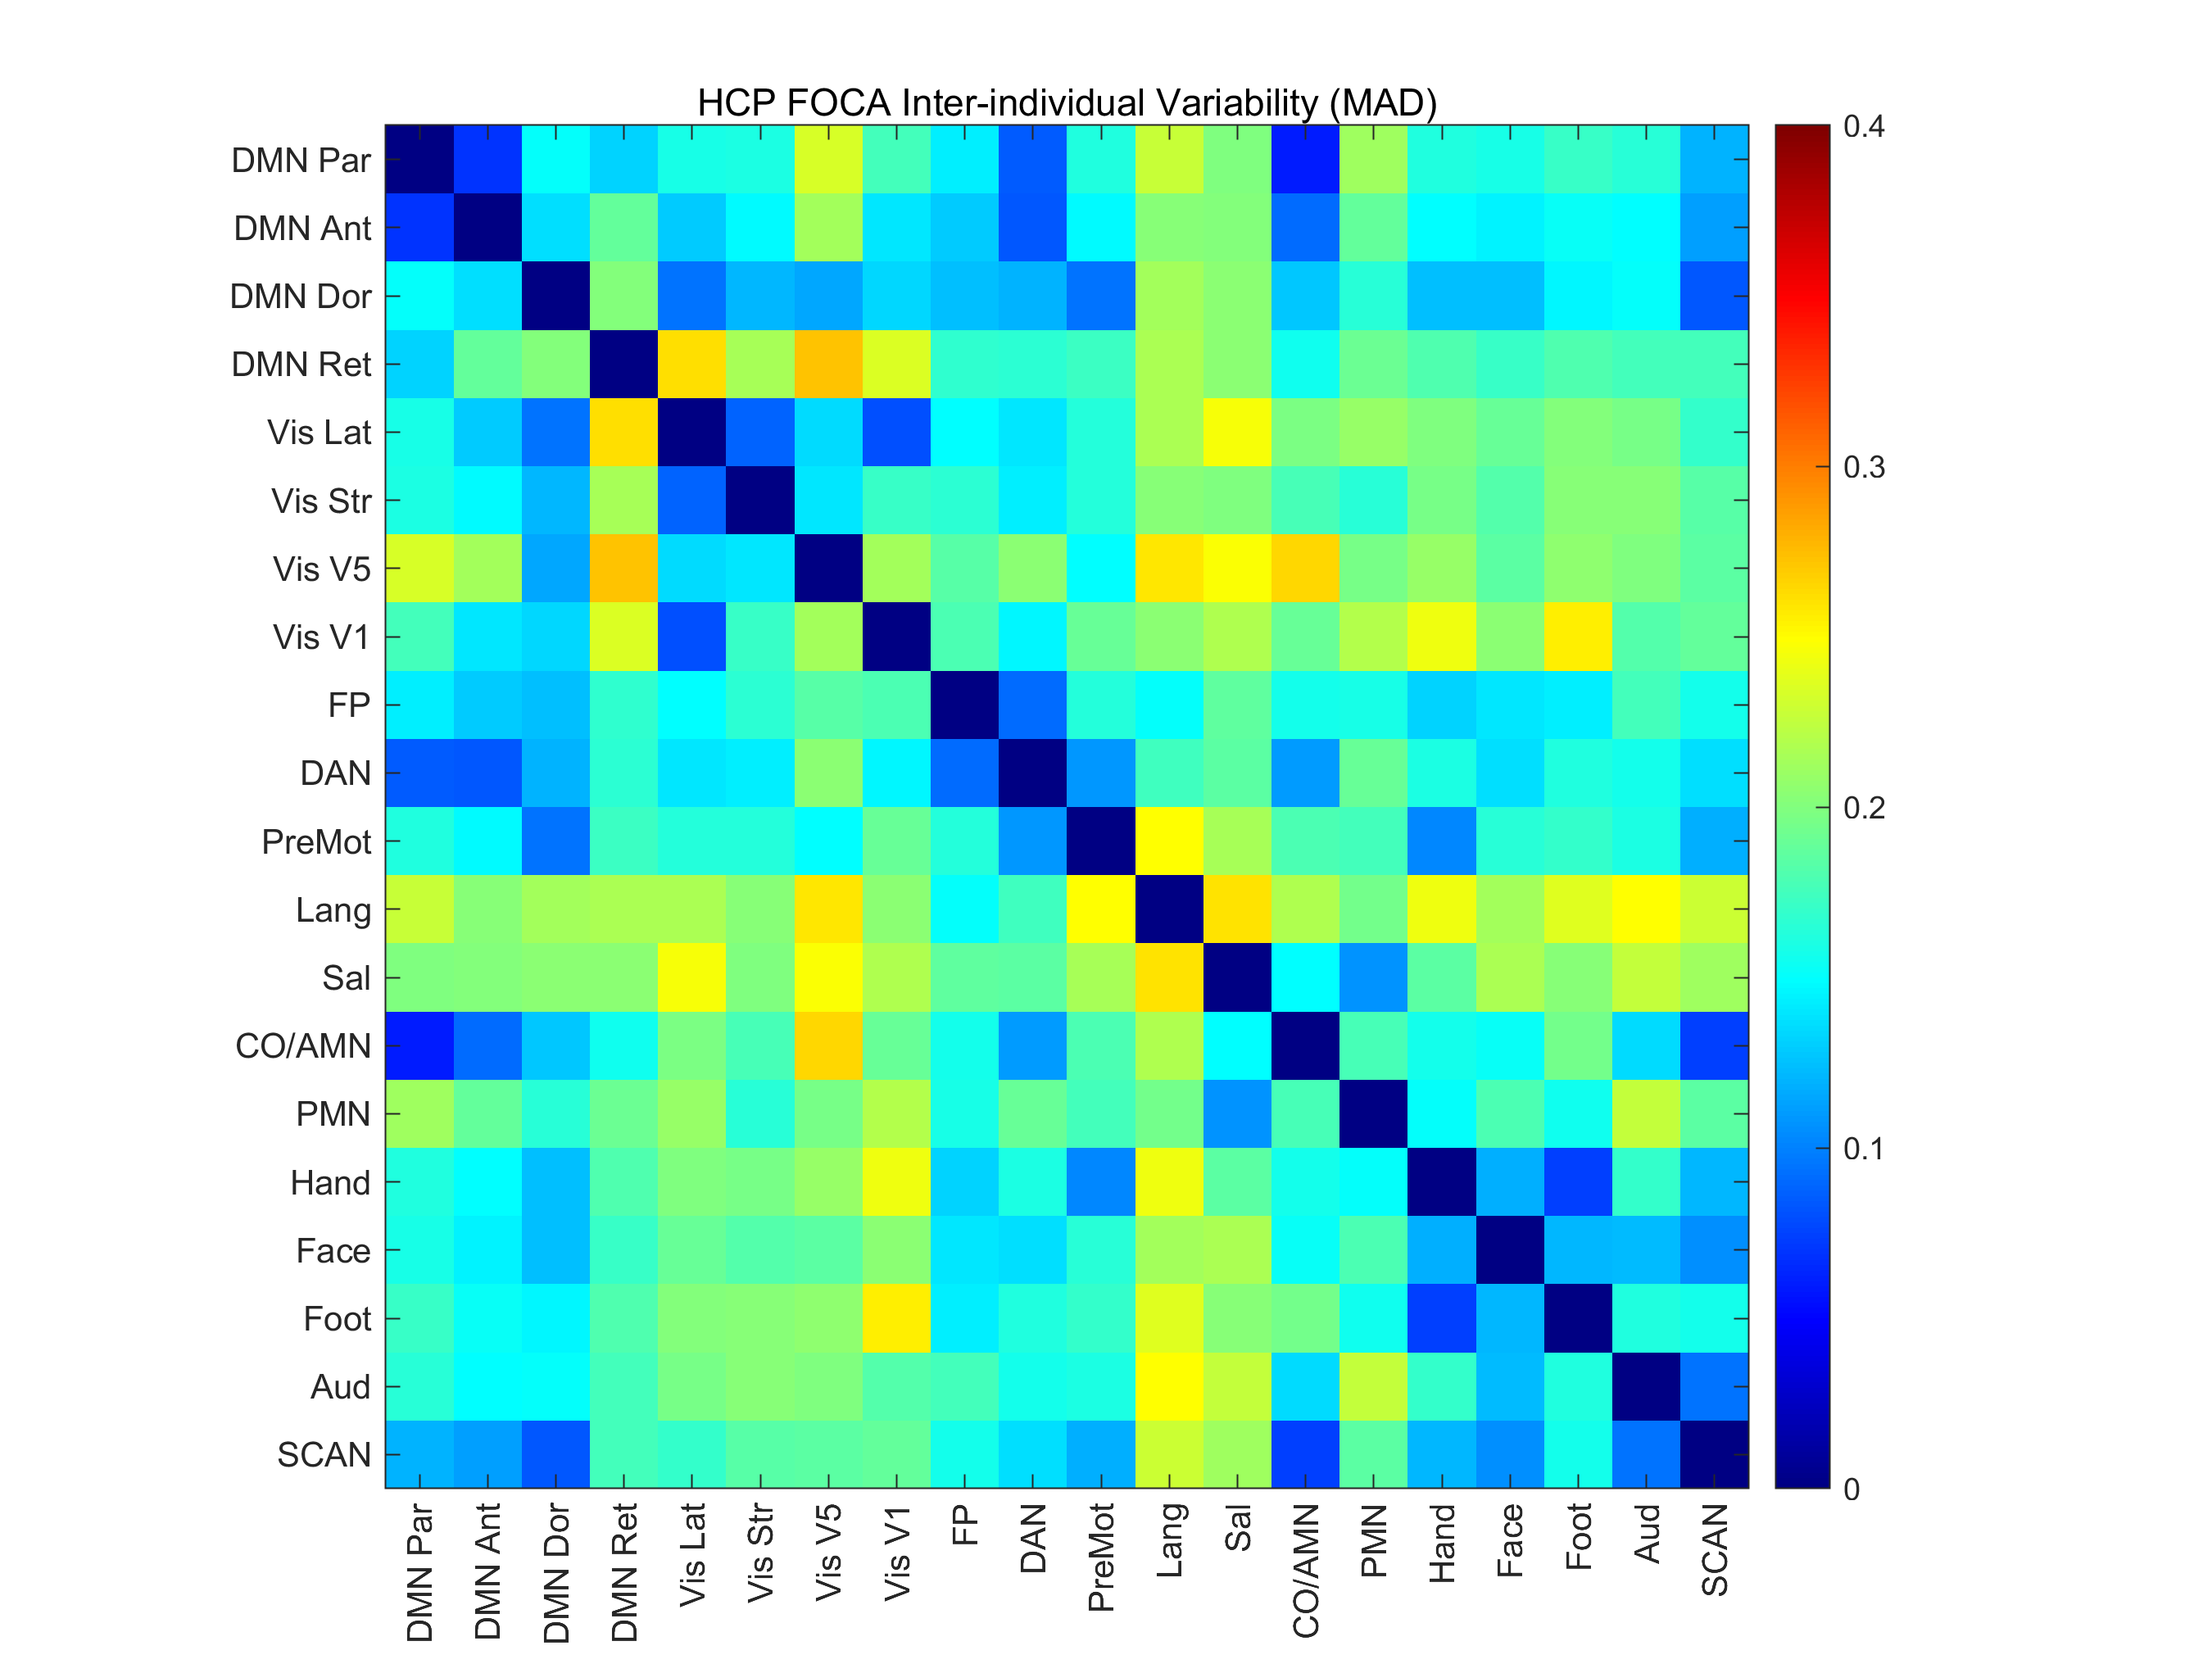 HCP FOCA Inter-individual Variability (MAD)
DMN Par
DMN Ant
DMN Dor
DMN Ret
Vis Lat
Vis Str
Vis V5
Vis V1
FP
DAN
PreMot
Lang
Sal
CO/AMN
PMN
Hand
Face
Foot
Aud
SCAN
DMN Par
DMN Ant
DMN Dor
DMN Ret
Vis Lat
Vis Str
Vis V5
Vis V1
FP
DAN
PreMot
Lang
Sal
CO/AMN
PMN
Hand
Face
Foot
Aud
SCAN
0.4
0.3
0.2
0.1
0